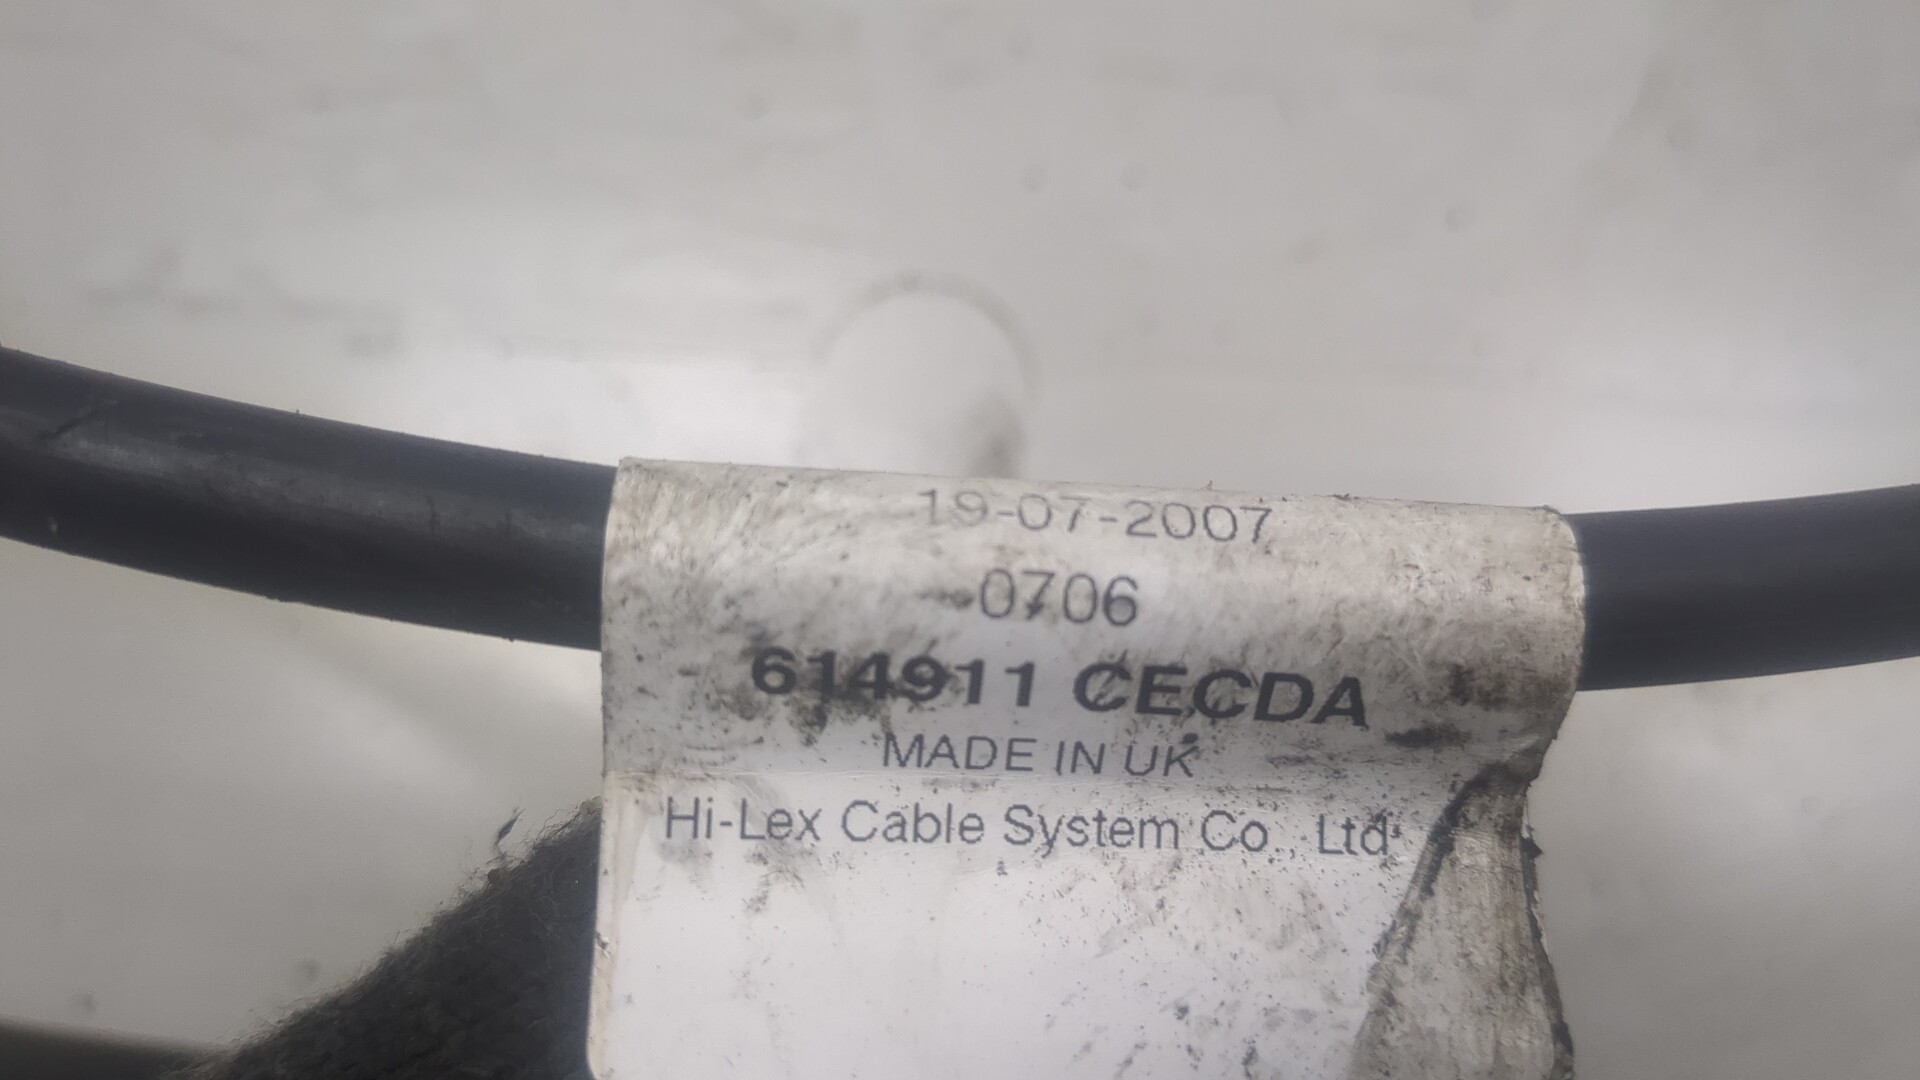 19-07-2007
0706
614911 CECDA
MADE IN UK
Hi-Lex Cable System Co., Ltd